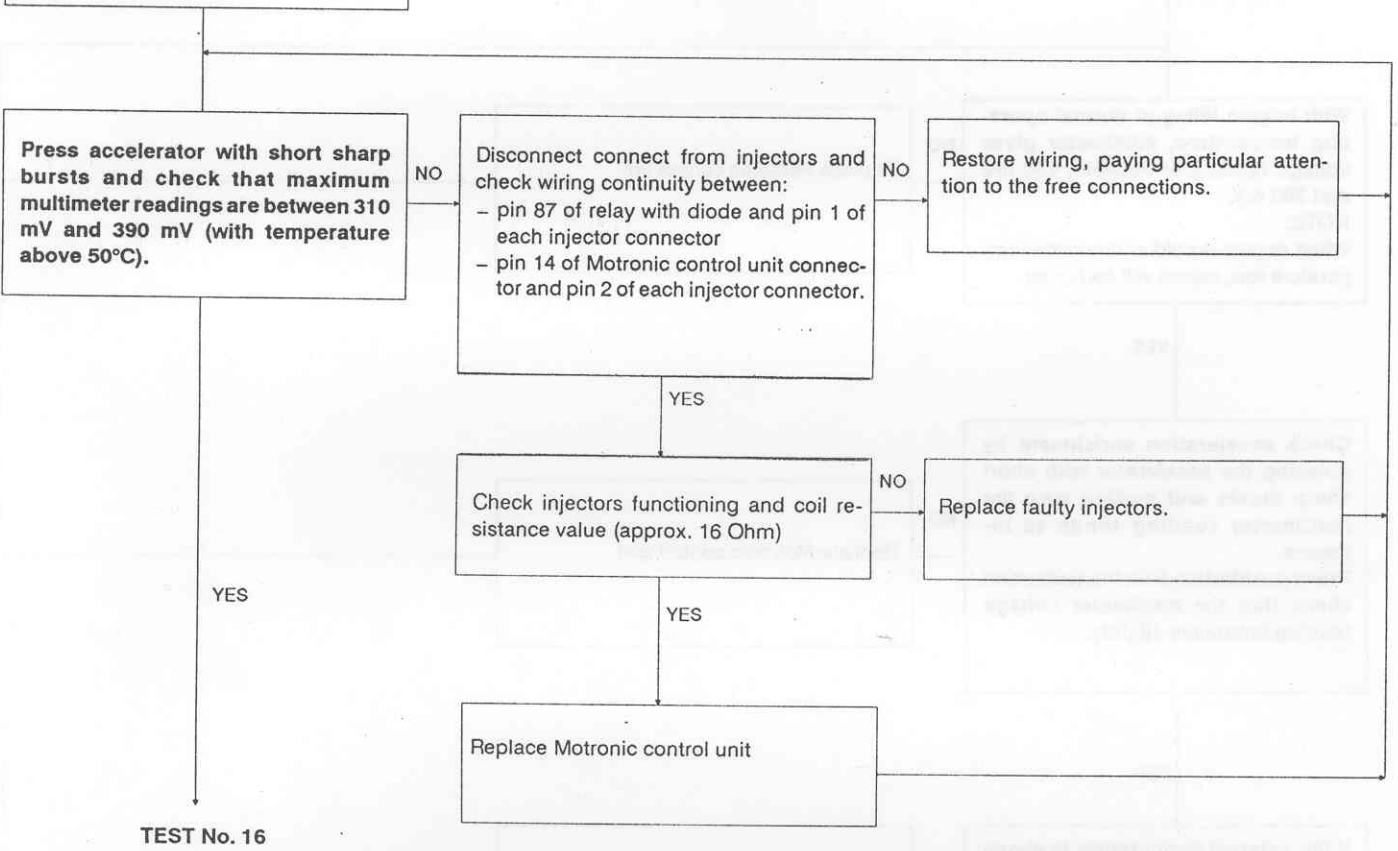 Press accelerator with short sharp
bursts and check that maximum
multimeter readings are between 310
mV and 390 mV (with temperature
above 50°C).
NO
Disconnect connect from injectors and
check wiring continuity between:
– pin 87 of relay with diode and pin 1 of
each injector connector
– pin 14 of Motronic control unit connec-
tor and pin 2 of each injector connector.
NO
Restore wiring, paying particular atten-
tion to the free connections.
YES
Check injectors functioning and coil re-
sistance value (approx. 16 Ohm)
NO
Replace faulty injectors.
YES
YES
Replace Motronic control unit
TEST No. 16